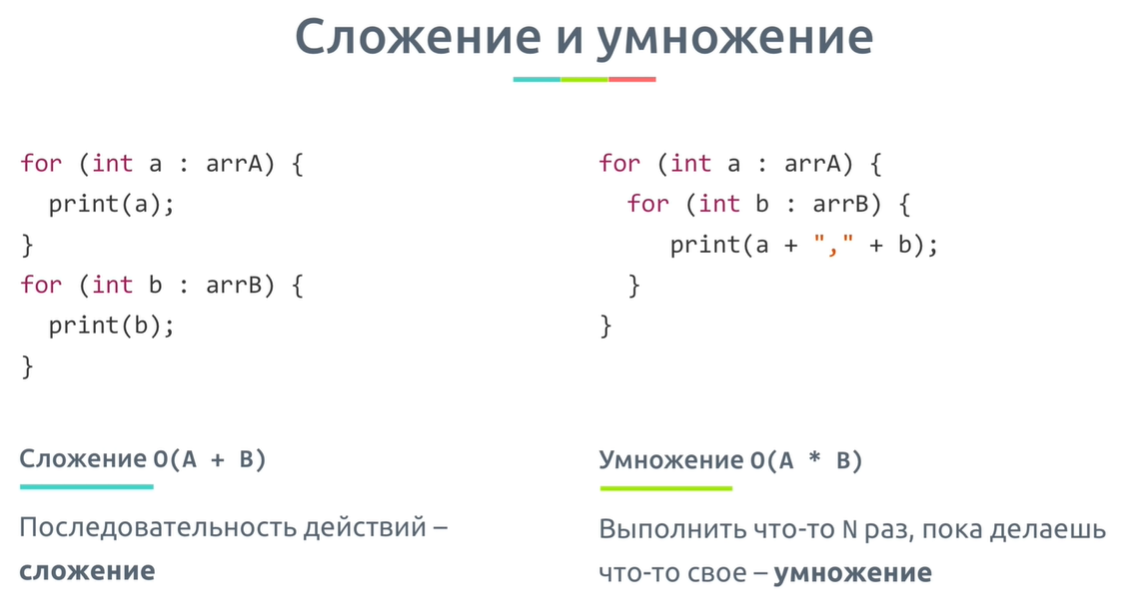 Сложение и умножение
for (int a : arrA) {
  print(a);
}
for (int b : arrB) {
  print(b);
}
Сложение O(A + B)
Последовательность действий –
сложение
for (int a : arrA) {
  for (int b : arrB) {
     print(a + "," + b);
  }
}
Умножение O(A * B)
Выполнить что-то N раз, пока делаешь
что-то свое – умножение